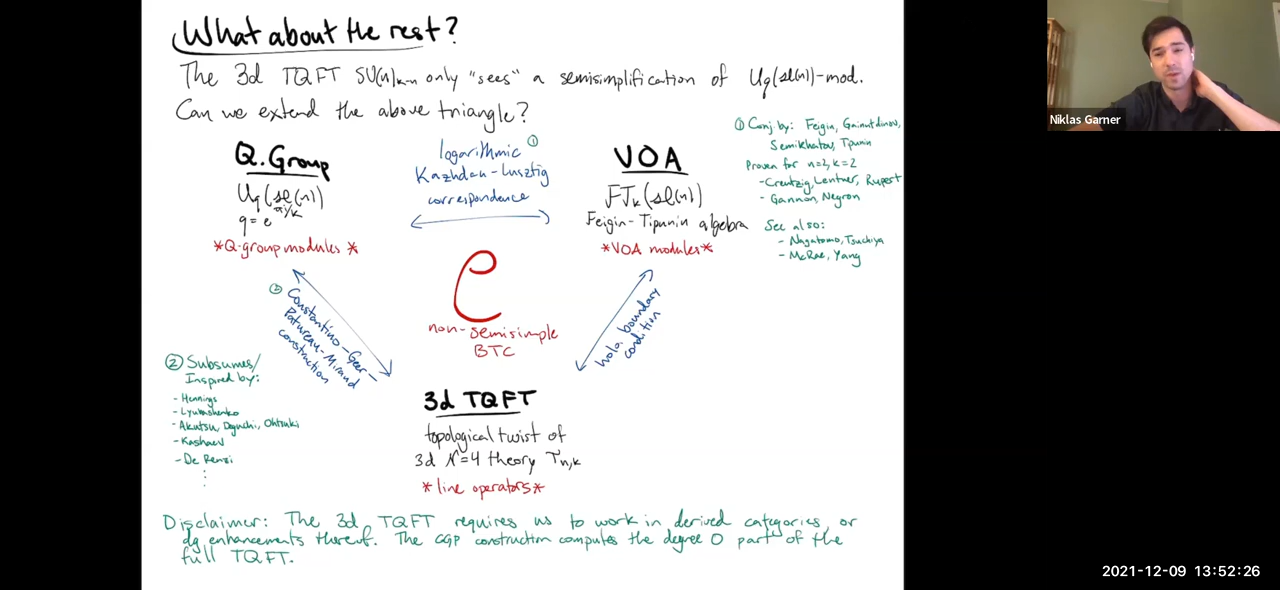 What about the rest?
The 3d TQFT SU(n)k-n only "sees" a semisimplification of Uq(sl(n))-mod.
Can we extend the above triangle?
Q. Group
Uq(sl(n))
q = e^πi/k
*Q-group modules*
logarithmic ①
Kazhdan-Lusztig
correspondence
VOA
FTk(sl(n))
Feigin-Tipunin algebra
*VOA modules*
① Conj. by: Feigin, Gainutdinov,
Semikhatov, Tipunin
Proven for n=2, k=2
- Creutzig, Lentner, Rupert
- Gannon, Negron
See also:
- Nagatomo, Tsuchiya
- McRae, Yang
C
non-semisimple
BTC
② Constantino-Geer-
Patureau-Mirand
construction
holo. boundary
condition
② Subsumes/
Inspired by:
- Hennings
- Lyubashenko
- Akutsu, Deguchi, Ohtsuki
- Kashaev
- De Renzi
⋮
3d TQFT
topological twist of
3d N=4 theory Tn,k
*line operators*
Disclaimer: The 3d TQFT requires us to work in derived categories, or
dg enhancements thereof. The CGP construction computes the degree 0 part of the
full TQFT.
Niklas Garner
2021-12-09 13:52:26